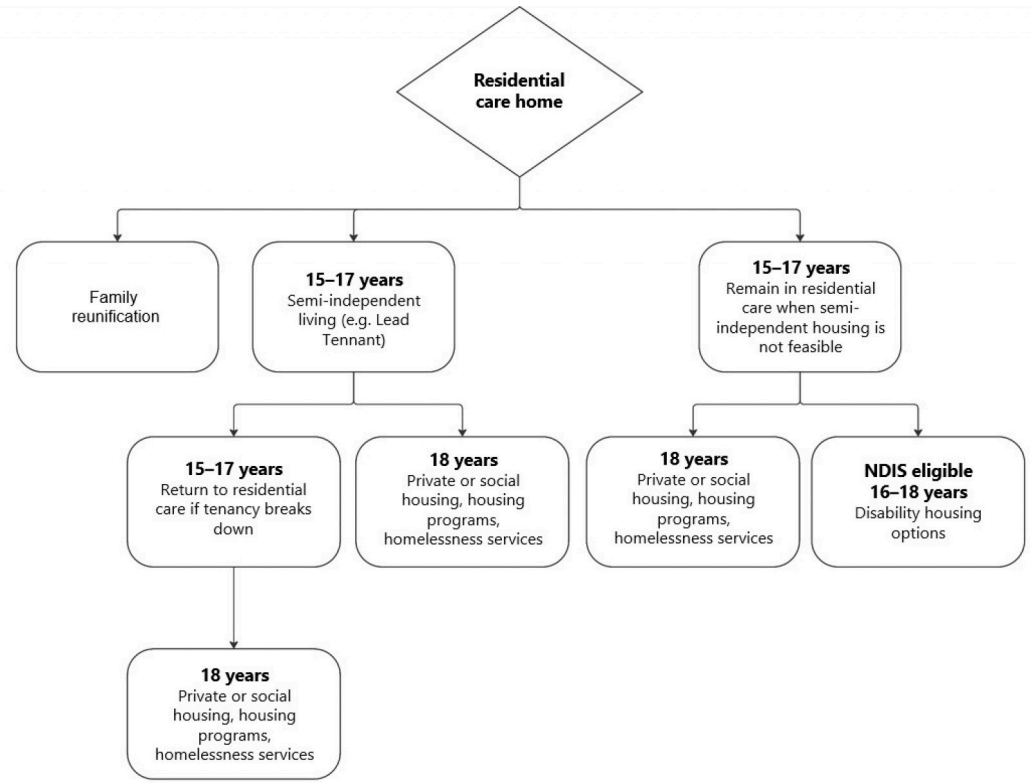 Residential
care home
Family
reunification
15–17 years
Semi-independent
living (e.g. Lead
Tennant)
15–17 years
Remain in residential
care when semi-
independent housing is
not feasible
15–17 years
Return to residential
care if tenancy breaks
down
18 years
Private or social
housing, housing
programs,
homelessness services
18 years
Private or social
housing, housing
programs,
homelessness services
NDIS eligible
16–18 years
Disability housing
options
18 years
Private or social
housing, housing
programs,
homelessness services